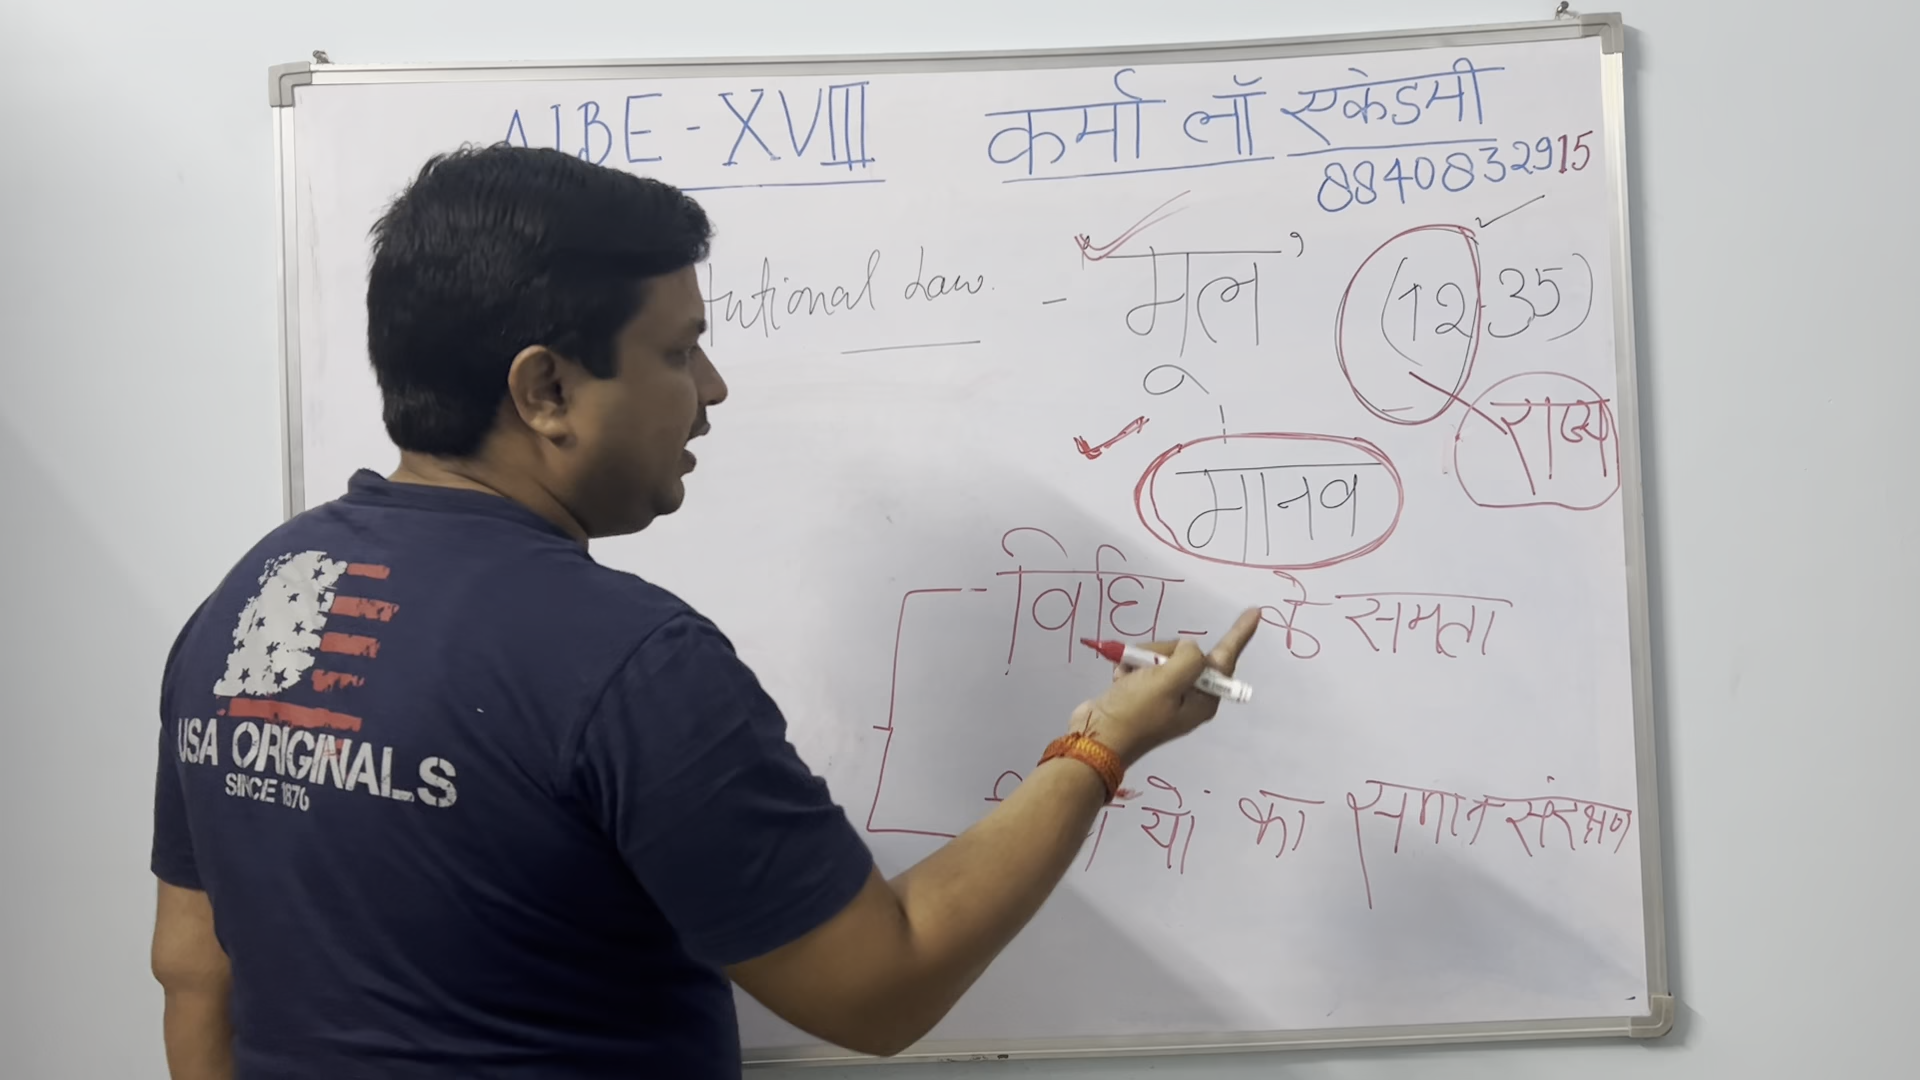 AIBE - XVIII
कर्मा लॉ एकेडमी
8840832915
tutional Law. - मूल' (12-35)
राज्य
मानव
विधि - के समता
यों का समान संरक्षण
USA ORIGINALS
SINCE 1876